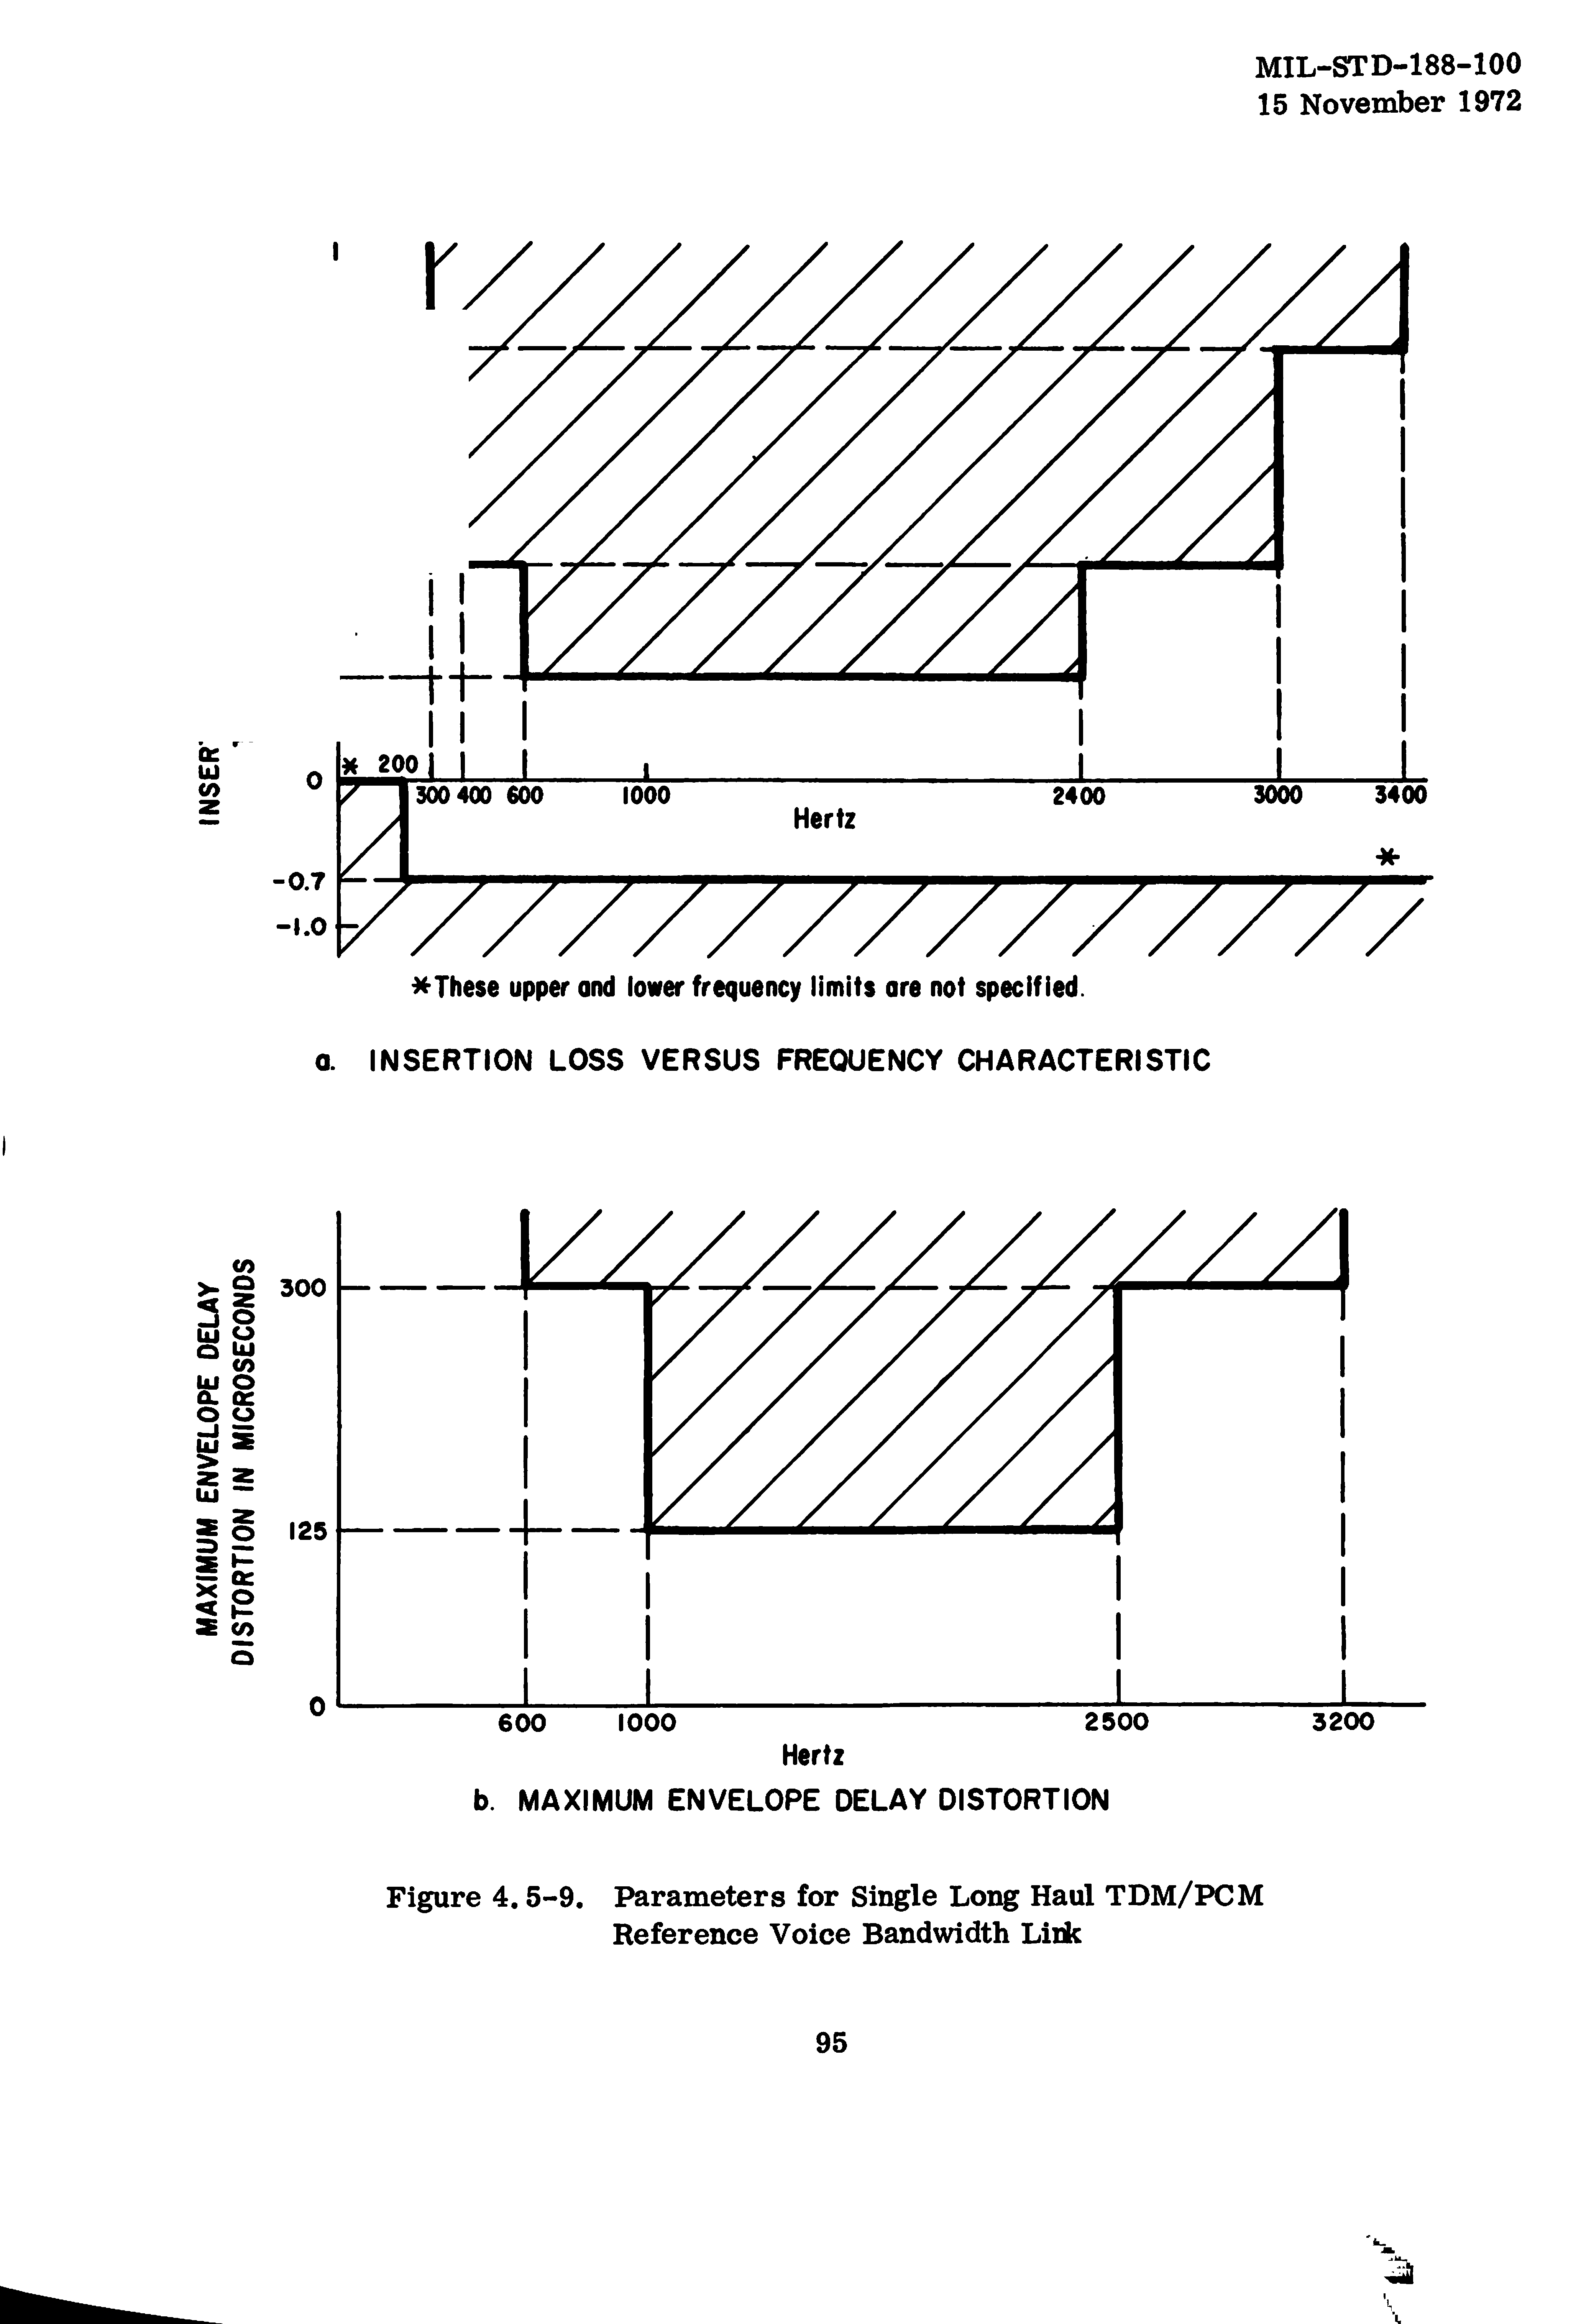 MIL-STD-188-100
15 November 1972
0
* 200
300 400 600 1000 2400 3000 3400
Hertz
*
-0.7
-1.0
*These upper and lower frequency limits are not specified.
a. INSERTION LOSS VERSUS FREQUENCY CHARACTERISTIC
MAXIMUM ENVELOPE DELAY
DISTORTION IN MICROSECONDS
300
125
0
600 1000 2500 3200
Hertz
b. MAXIMUM ENVELOPE DELAY DISTORTION
Figure 4.5-9. Parameters for Single Long Haul TDM/PCM
Reference Voice Bandwidth Link
95